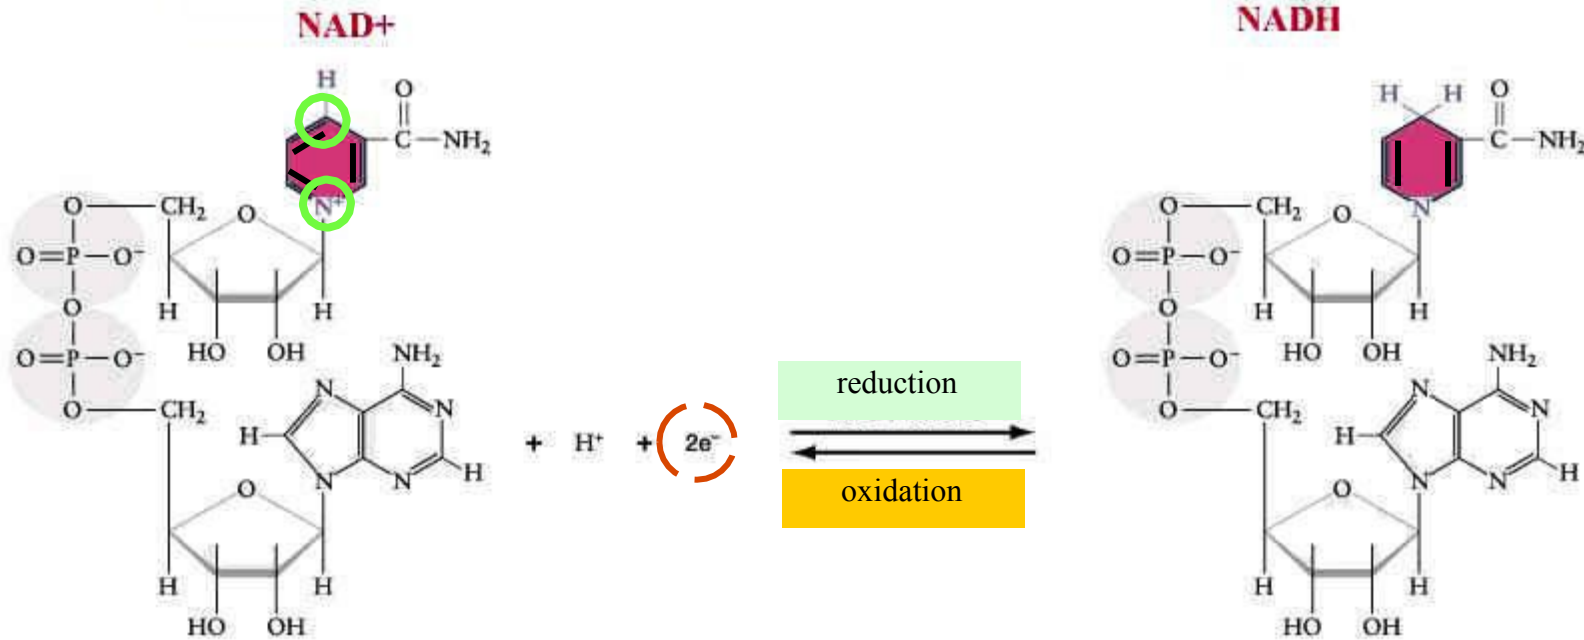 NAD+
NADH
H
O
C
NH₂
N⁺
O
CH₂
O
O=P—O⁻
H
H
O
HO
OH
O=P—O⁻
O
CH₂
NH₂
N
N
H
N
N
H
O
H
H
HO
OH
+ H⁺ + 2e⁻
reduction
oxidation
H
H
O
C
NH₂
N
O
CH₂
O
O=P—O⁻
H
H
O
HO
OH
O=P—O⁻
O
CH₂
NH₂
N
N
H
N⁺
N
H
O
H
H
HO
OH